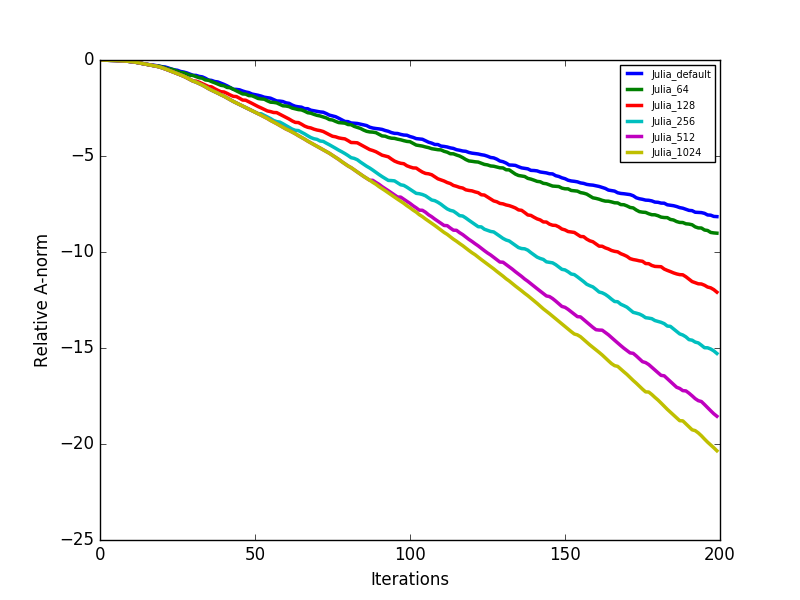 0
−5
−10
−15
−20
−25
0
50
100
150
200
Relative A-norm
Iterations
Julia_default
Julia_64
Julia_128
Julia_256
Julia_512
Julia_1024